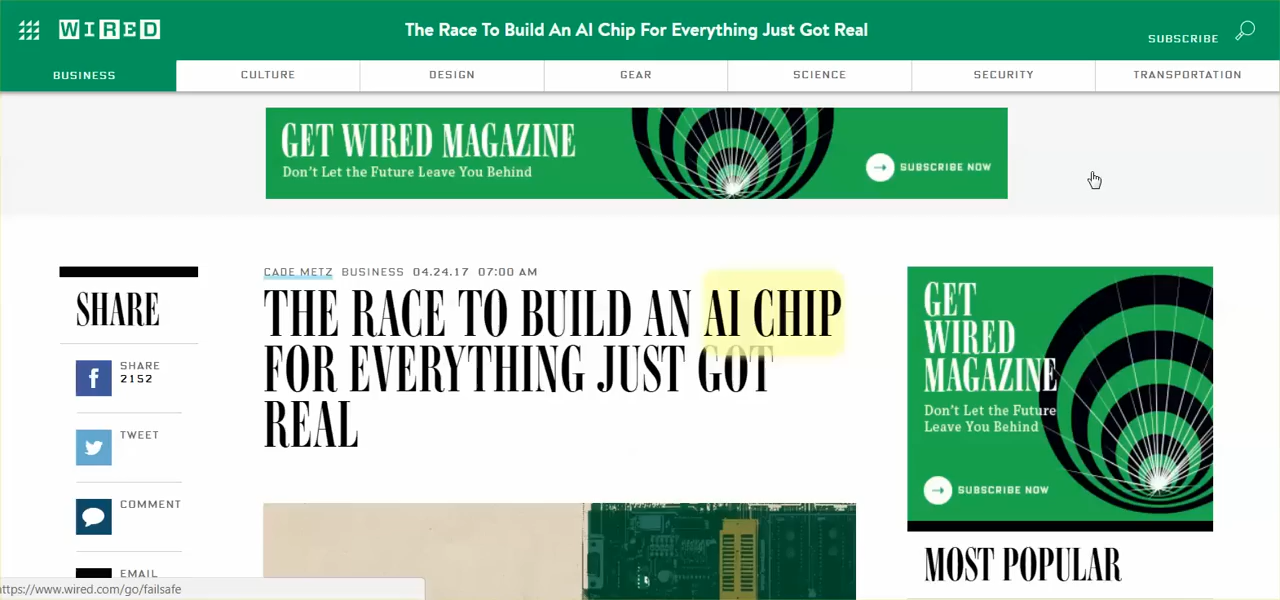 WIRED
The Race To Build An AI Chip For Everything Just Got Real
SUBSCRIBE
BUSINESS
CULTURE
DESIGN
GEAR
SCIENCE
SECURITY
TRANSPORTATION
GET WIRED MAGAZINE
Don't Let the Future Leave You Behind
SUBSCRIBE NOW
SHARE
SHARE
2152
TWEET
COMMENT
EMAIL
CADE METZ BUSINESS 04.24.17 07:00 AM
THE RACE TO BUILD AN AI CHIP
FOR EVERYTHING JUST GOT
REAL
GET
WIRED
MAGAZINE
Don't Let the Future
Leave You Behind
SUBSCRIBE NOW
MOST POPULAR
ttps://www.wired.com/go/failsafe